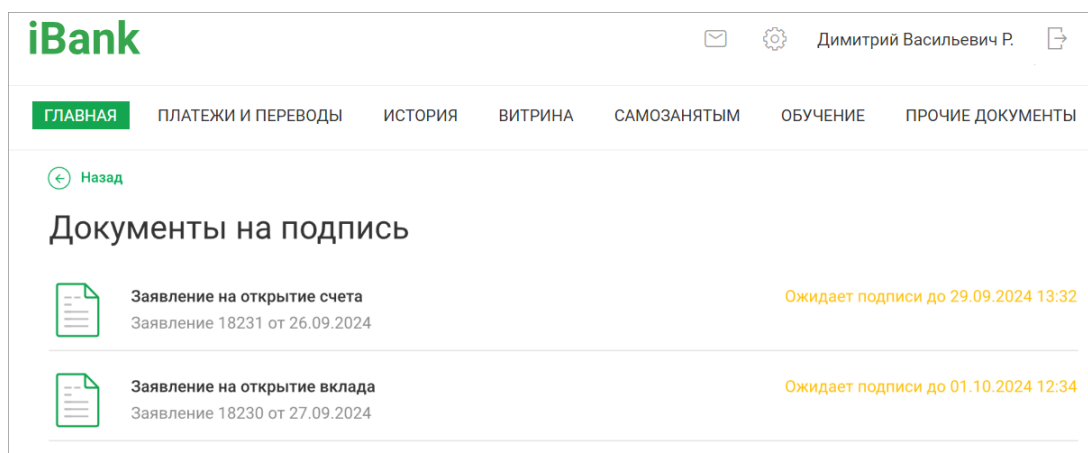 iBank
Димитрий Васильевич Р.
ГЛАВНАЯ ПЛАТЕЖИ И ПЕРЕВОДЫ ИСТОРИЯ ВИТРИНА САМОЗАНЯТЫМ ОБУЧЕНИЕ ПРОЧИЕ ДОКУМЕНТЫ
Назад
Документы на подпись
Заявление на открытие счета Ожидает подписи до 29.09.2024 13:32
Заявление 18231 от 26.09.2024
Заявление на открытие вклада Ожидает подписи до 01.10.2024 12:34
Заявление 18230 от 27.09.2024